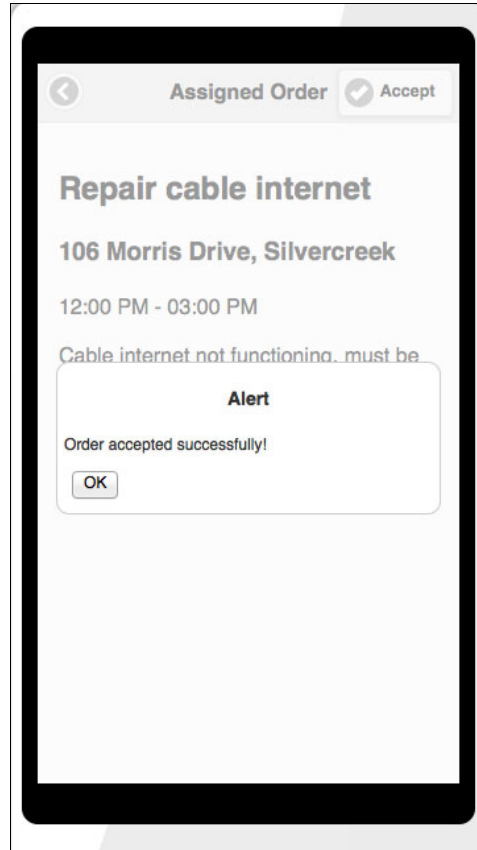 Assigned Order
Accept
Repair cable internet
106 Morris Drive, Silvercreek
12:00 PM - 03:00 PM
Cable internet not functioning, must be
Alert
Order accepted successfully!
OK